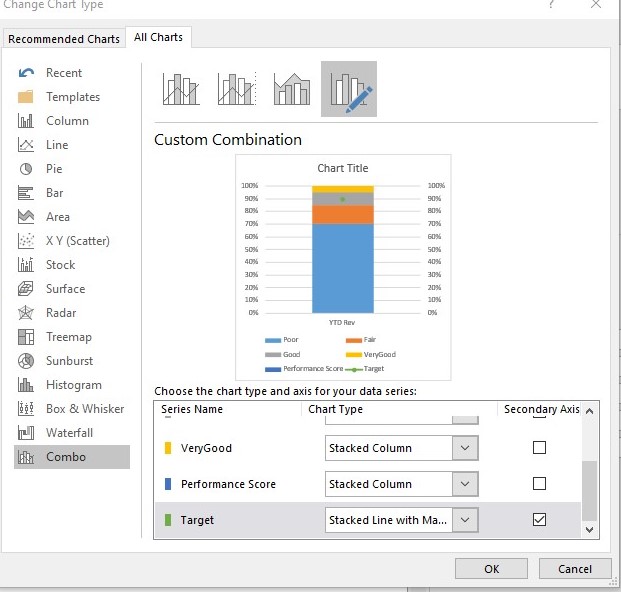 Change Chart Type
?
Recommended Charts
All Charts
Recent
Templates
Column
Line
Pie
Bar
Area
X Y (Scatter)
Stock
Surface
Radar
Treemap
Sunburst
Histogram
Box & Whisker
Waterfall
Combo
Custom Combination
Chart Title
100% 100%
90% 90%
80% 80%
70% 70%
60% 60%
50% 50%
40% 40%
30% 30%
20% 20%
10% 10%
0% 0%
YTD Rev
Poor Fair
Good VeryGood
Performance Score Target
Choose the chart type and axis for your data series:
Series Name Chart Type Secondary Axis
VeryGood Stacked Column
Performance Score Stacked Column
Target Stacked Line with Ma...
OK Cancel